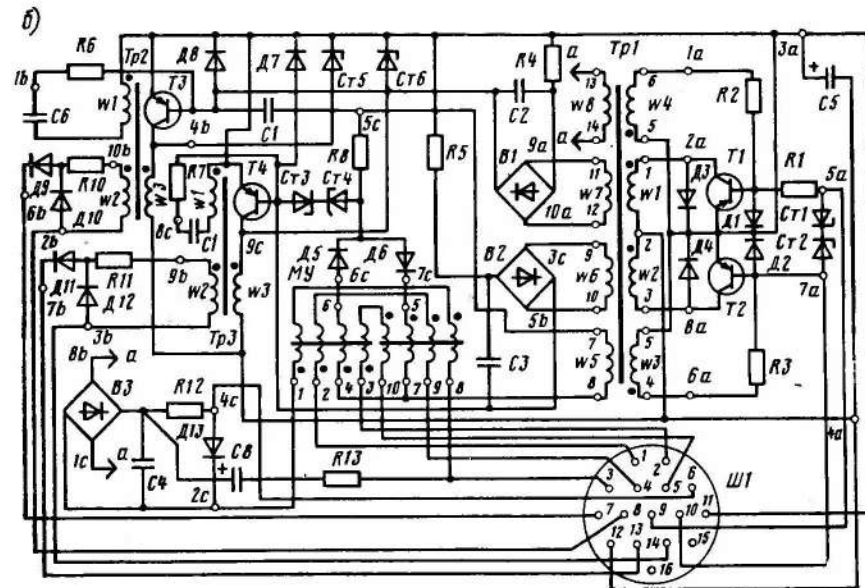 б)
R6 Tp2 Д8 Д7 R4 a Tp1 1a 3a +
1b w1 T3 Ст5 Ст6 13 6 C5
C6 w8 w4 R2
4b C1 C2 14 5
10b 5c a 2a
R7 T4 R8 R5 9a 11 1 Д3 T1 R1 5a
Д9 R10 w2 w3 w1 Ст3 Ст4 B1 w7 w1 Д1 Ст1
6b Д10 8c C1 10a 12 2 Д4 Ст2
2b 9c Д5 Д6 B2 3c 9 w2 Д2
R11 9b МУ 6c 7c w6 3 T2 7a
Д11 Д12 w2 w3 6 5 10 8a
7b 5b 7 5
3b Tp3 C3 w5 w3 R3
8b a 8 4 6a
B3 R12 4c 1 2 4 3 10 7 9 8 4a
Д13
1c a + C8 R13 1 2 Ш1
C4 2c 3 4 5 6
7 8 9 10 11
12 13 14 15
16